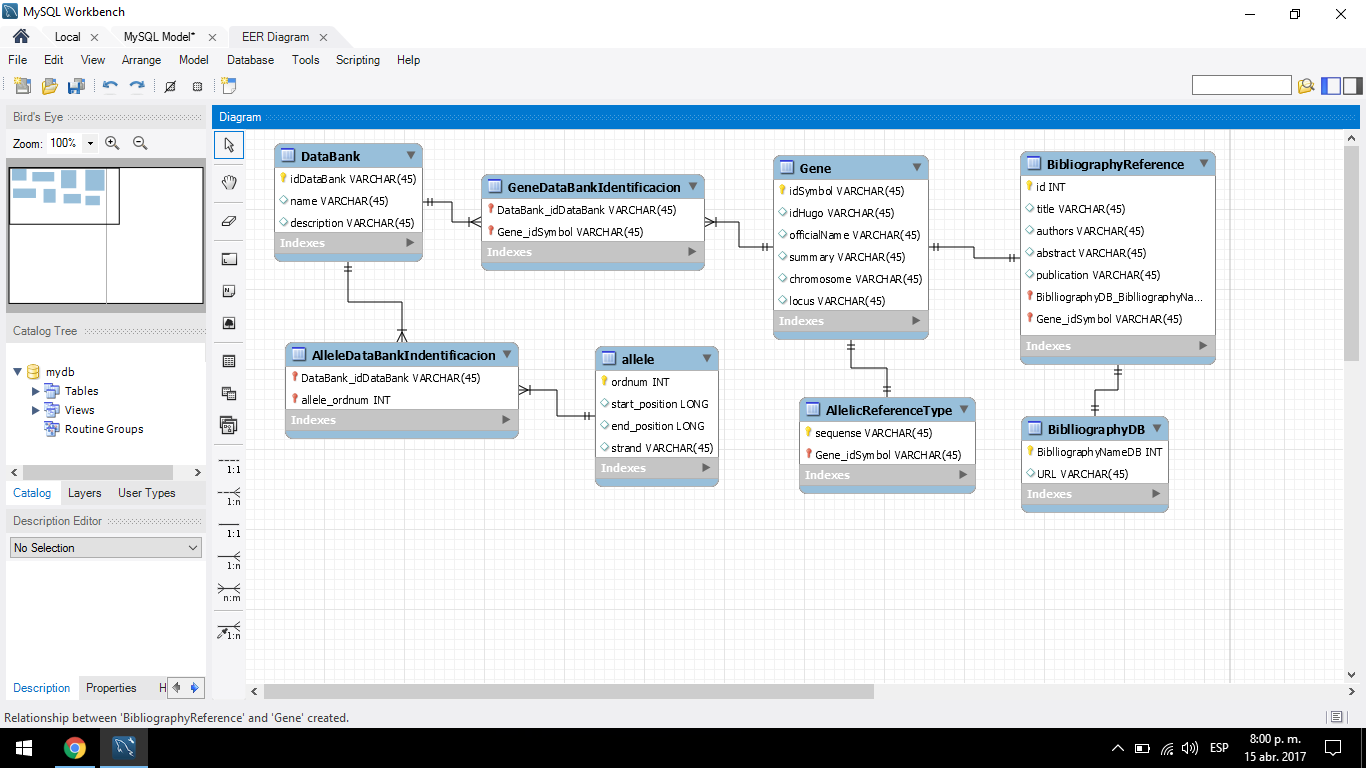 MySQL Workbench
Local
MySQL Model*
EER Diagram
File Edit View Arrange Model Database Tools Scripting Help
Bird's Eye
Zoom: 100%
Catalog Tree
mydb
Tables
Views
Routine Groups
Catalog Layers User Types
Description Editor
No Selection
Description Properties H
Diagram
1:1
1:n
1:1
1:n
n:m
1:n
DataBank
idDataBank VARCHAR(45)
name VARCHAR(45)
description VARCHAR(45)
Indexes
GeneDataBankIdentificacion
DataBank_idDataBank VARCHAR(45)
Gene_idSymbol VARCHAR(45)
Indexes
Gene
idSymbol VARCHAR(45)
idHugo VARCHAR(45)
officialName VARCHAR(45)
summary VARCHAR(45)
chromosome VARCHAR(45)
locus VARCHAR(45)
Indexes
BibliographyReference
id INT
title VARCHAR(45)
authors VARCHAR(45)
abstract VARCHAR(45)
publication VARCHAR(45)
BiblliographyDB_BiblliographyNa...
Gene_idSymbol VARCHAR(45)
Indexes
AlleleDataBankIndentificacion
DataBank_idDataBank VARCHAR(45)
allele_ordnum INT
Indexes
allele
ordnum INT
start_position LONG
end_position LONG
strand VARCHAR(45)
Indexes
AllelicReferenceType
sequense VARCHAR(45)
Gene_idSymbol VARCHAR(45)
Indexes
BiblliographyDB
BiblliographyNameDB INT
URL VARCHAR(45)
Indexes
Relationship between 'BibliographyReference' and 'Gene' created.
ESP
8:00 p. m.
15 abr. 2017